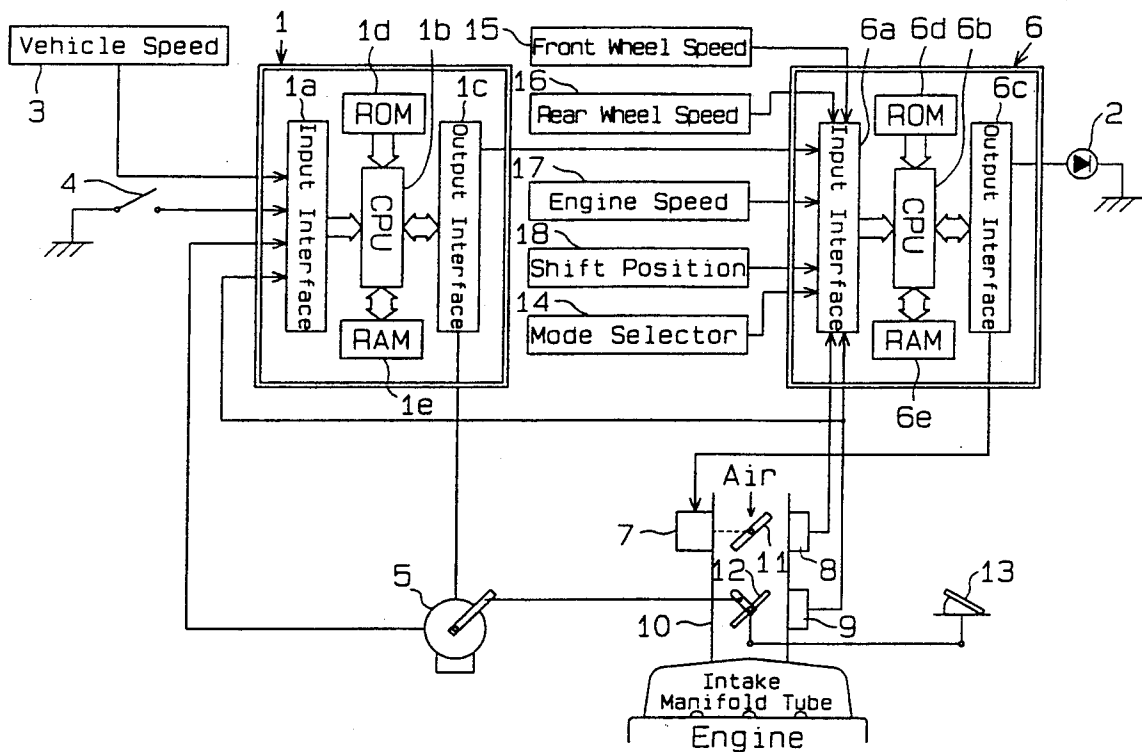 Vehicle Speed
3
4
1
1a
1d
1b
1c
Input Interface
ROM
CPU
RAM
Output Interface
1e
15
Front Wheel Speed
16
Rear Wheel Speed
17
Engine Speed
18
Shift Position
14
Mode Selector
6a
6d
6b
6
6c
Input Interface
ROM
CPU
RAM
Output Interface
6e
2
Air
7
11
8
5
12
13
10
9
Intake
Manifold Tube
Engine